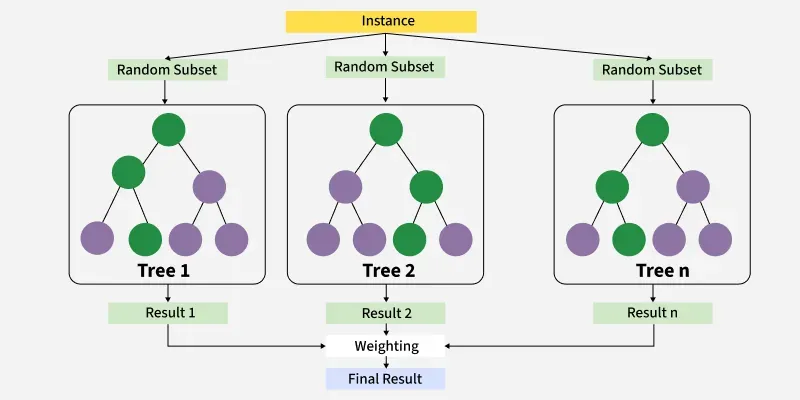 Instance
Random Subset
Random Subset
Random Subset
Tree 1
Tree 2
Tree n
Result 1
Result 2
Result n
Weighting
Final Result